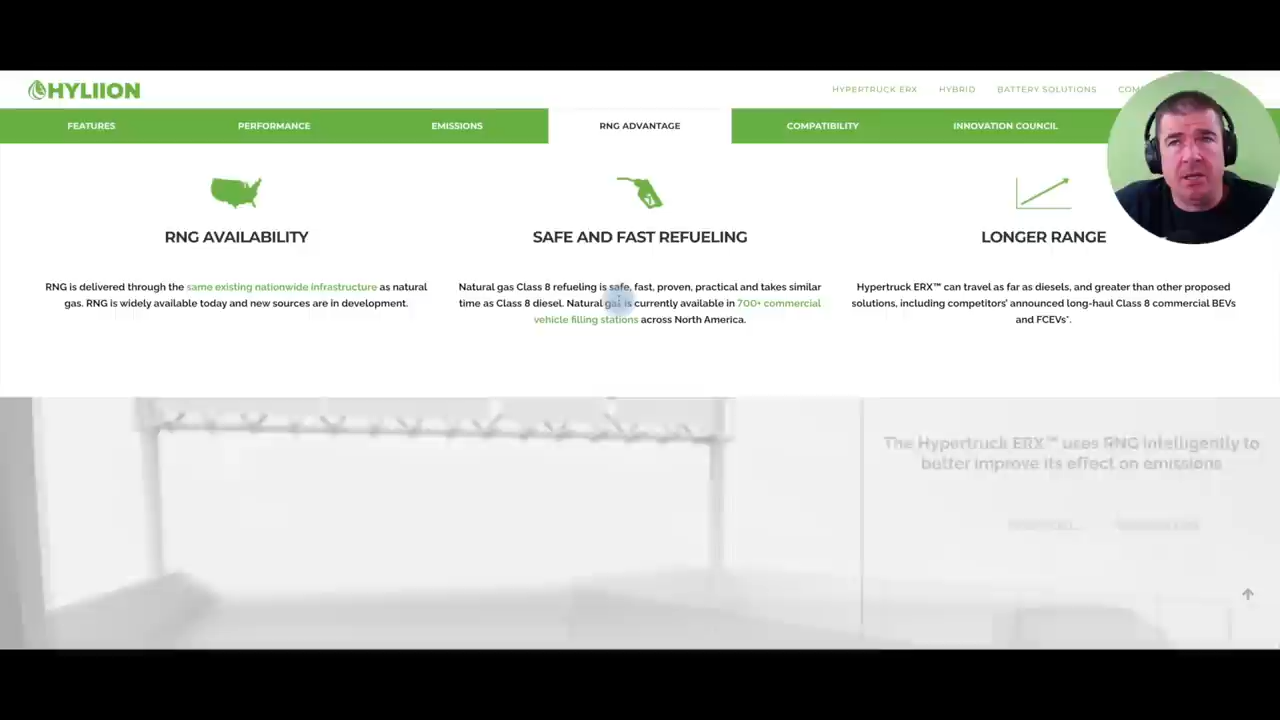 HYLIION
HYPERTRUCK ERX HYBRID BATTERY SOLUTIONS
FEATURES PERFORMANCE EMISSIONS RNG ADVANTAGE COMPATIBILITY INNOVATION COUNCIL
RNG AVAILABILITY
RNG is delivered through the same existing nationwide infrastructure as natural
gas. RNG is widely available today and new sources are in development.
SAFE AND FAST REFUELING
Natural gas Class 8 refueling is safe, fast, proven, practical and takes similar
time as Class 8 diesel. Natural gas is currently available in 700+ commercial
vehicle filling stations across North America.
LONGER RANGE
Hypertruck ERX™ can travel as far as diesels, and greater than other proposed
solutions, including competitors' announced long-haul Class 8 commercial BEVs
and FCEVs*.
The Hypertruck ERX™ uses RNG intelligently to
better improve its effect on emissions